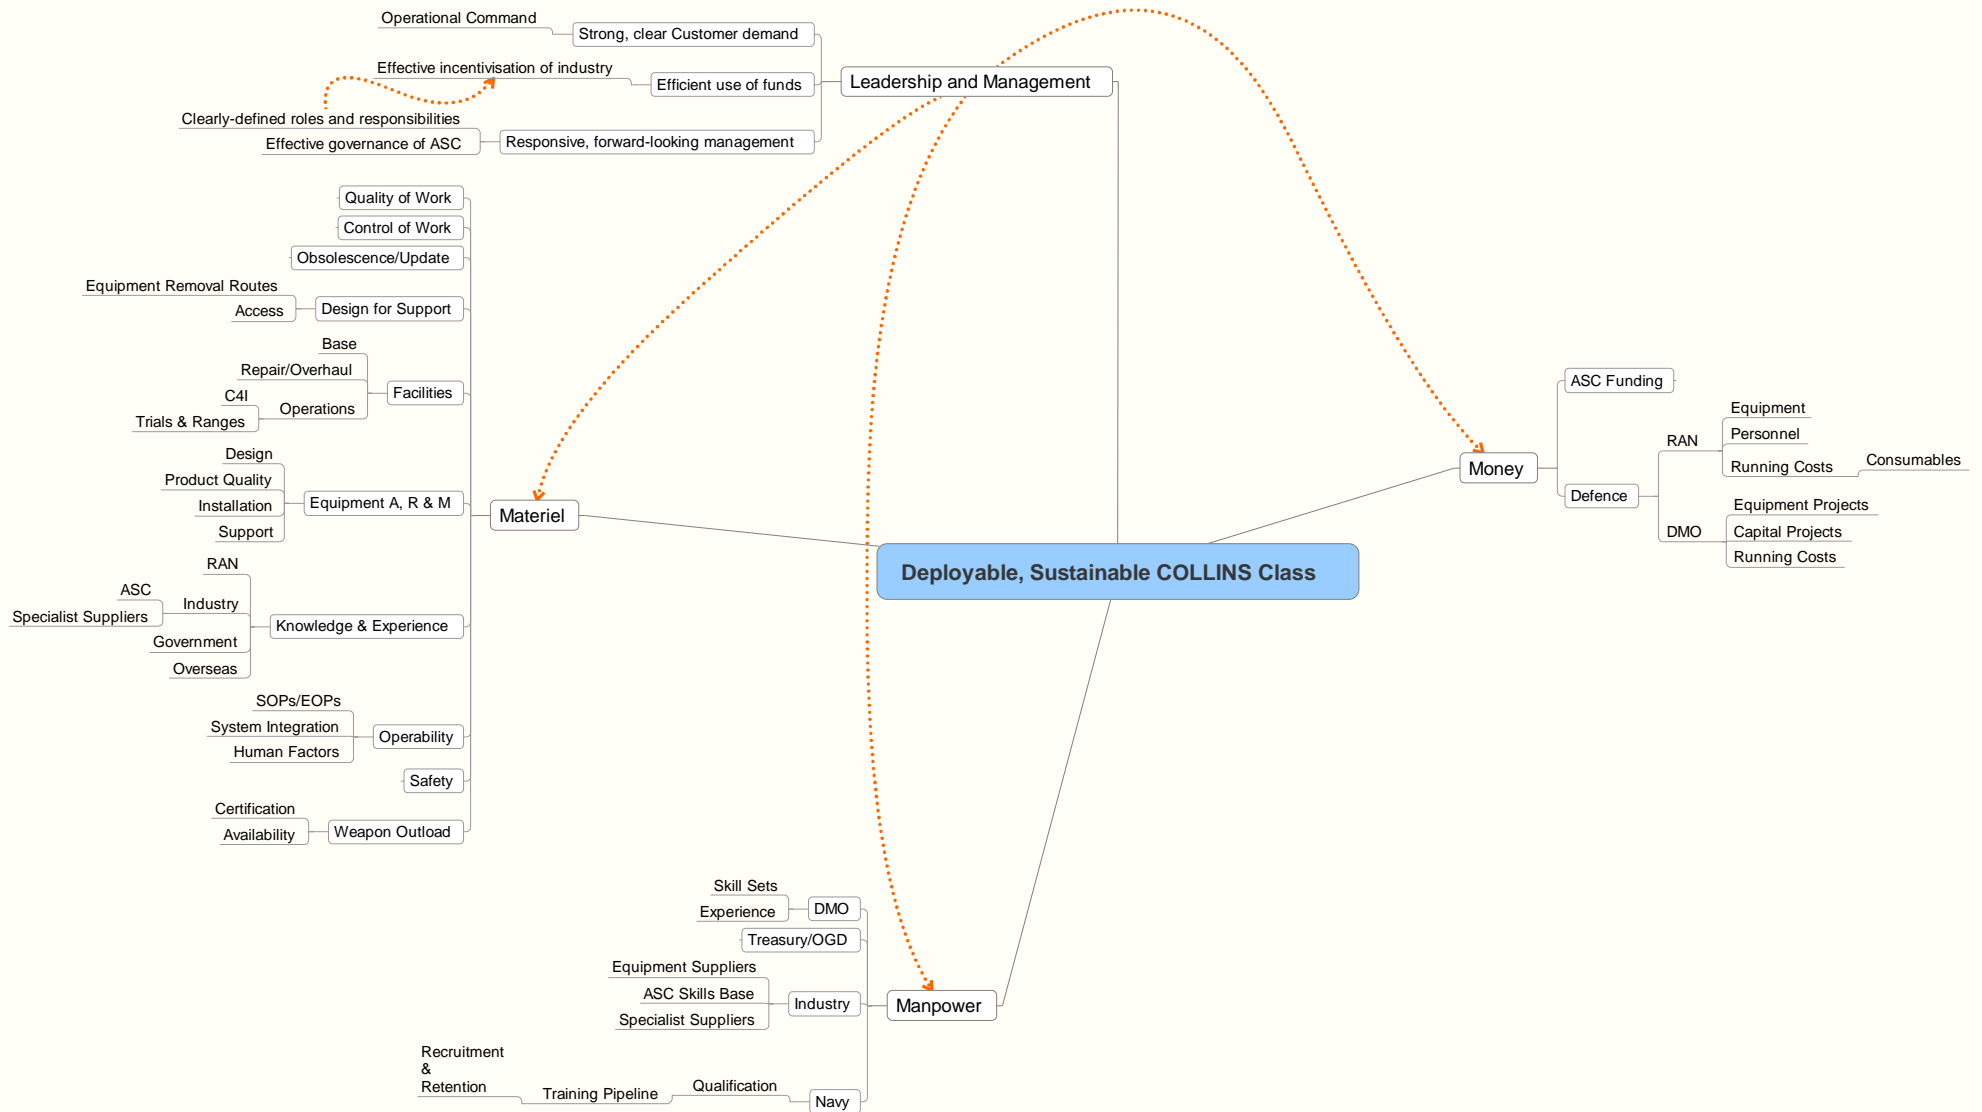 Operational Command
Strong, clear Customer demand
Effective incentivisation of industry
Efficient use of funds
Leadership and Management
Clearly-defined roles and responsibilities
Effective governance of ASC
Responsive, forward-looking management
Quality of Work
Control of Work
Obsolescence/Update
Equipment Removal Routes
Access
Design for Support
Base
Repair/Overhaul
C4I
Trials & Ranges
Operations
Facilities
Design
Product Quality
Installation
Support
Equipment A, R & M
Materiel
RAN
ASC
Specialist Suppliers
Industry
Government
Overseas
Knowledge & Experience
SOPs/EOPs
System Integration
Human Factors
Operability
Safety
Certification
Availability
Weapon Outload
Deployable, Sustainable COLLINS Class
Money
ASC Funding
Defence
RAN
Equipment
Personnel
Running Costs
Consumables
DMO
Equipment Projects
Capital Projects
Running Costs
Skill Sets
Experience
DMO
Treasury/OGD
Equipment Suppliers
ASC Skills Base
Specialist Suppliers
Industry
Manpower
Recruitment
&
Retention
Training Pipeline
Qualification
Navy